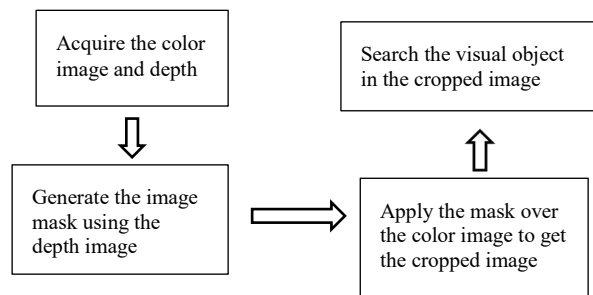 Acquire the color
image and depth
Generate the image
mask using the
depth image
Apply the mask over
the color image to get
the cropped image
Search the visual object
in the cropped image